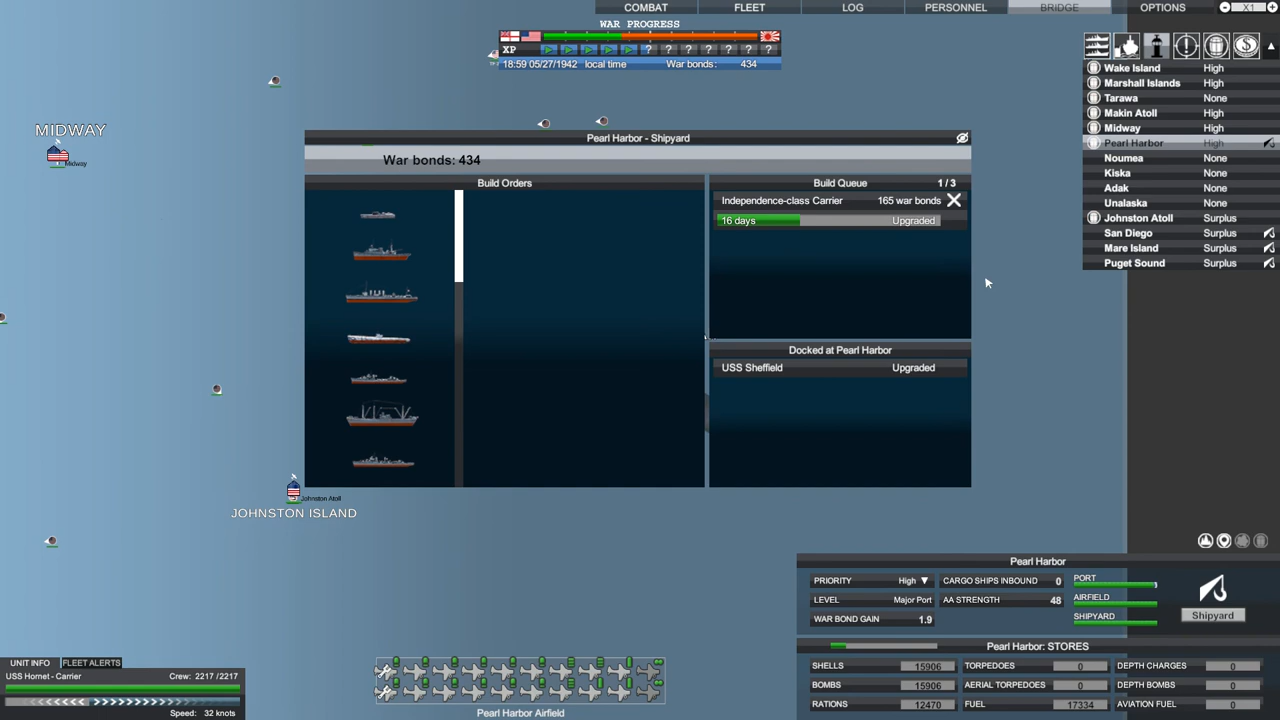 COMBAT FLEET LOG PERSONNEL BRIDGE OPTIONS X1
WAR PROGRESS
XP ? ? ? ? ? ? ?
18:59 05/27/1942 local time War bonds: 434
Wake Island High
Marshall Islands High
Tarawa None
Makin Atoll High
Midway High
Pearl Harbor High
Noumea None
Kiska None
Adak None
Unalaska None
Johnston Atoll Surplus
San Diego Surplus
Mare Island Surplus
Puget Sound Surplus
MIDWAY
Midway
Pearl Harbor - Shipyard
War bonds: 434
Build Orders
Build Queue 1 / 3
Independence-class Carrier 165 war bonds
16 days Upgraded
Docked at Pearl Harbor
USS Sheffield Upgraded
Johnston Atoll
JOHNSTON ISLAND
Pearl Harbor
PRIORITY High ▼ CARGO SHIPS INBOUND 0 PORT
LEVEL Major Port AA STRENGTH 48 AIRFIELD
WAR BOND GAIN 1.9 SHIPYARD
Shipyard
Pearl Harbor: STORES
SHELLS 15906 TORPEDOES 0 DEPTH CHARGES 0
BOMBS 15906 AERIAL TORPEDOES 0 DEPTH BOMBS 0
RATIONS 12470 FUEL 17334 AVIATION FUEL 0
UNIT INFO FLEET ALERTS
USS Hornet - Carrier Crew: 2217 / 2217
Speed: 32 knots
Pearl Harbor Airfield